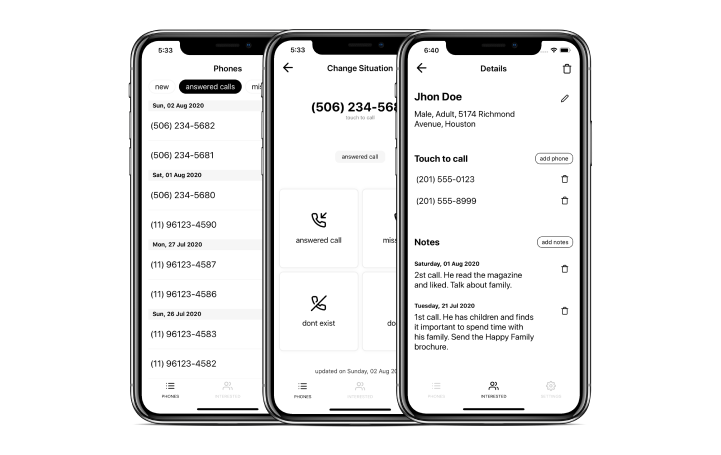 5:33
Phones
new
answered calls
Sun, 02 Aug 2020
(506) 234-5682
(506) 234-5681
Sat, 01 Aug 2020
(506) 234-5680
(11) 96123-4590
Mon, 27 Jul 2020
(11) 96123-4587
(11) 96123-4586
Sun, 26 Jul 2020
(11) 96123-4583
(11) 96123-4582
PHONES
INTERESTED
5:33
Change Situation
(506) 234-568
touch to call
answered call
answered call
miss
dont exist
do
updated on Sunday, 02 Aug 20
PHONES
INTERESTED
6:40
Details
Jhon Doe
Male, Adult, 5174 Richmond
Avenue, Houston
Touch to call
add phone
(201) 555-0123
(201) 555-8999
Notes
add notes
Saturday, 01 Aug 2020
2st call. He read the magazine
and liked. Talk about family.
Tuesday, 21 Jul 2020
1st call. He has children and finds
it important to spend time with
his family. Send the Happy Family
brochure.
PHONES
INTERESTED
SETTINGS